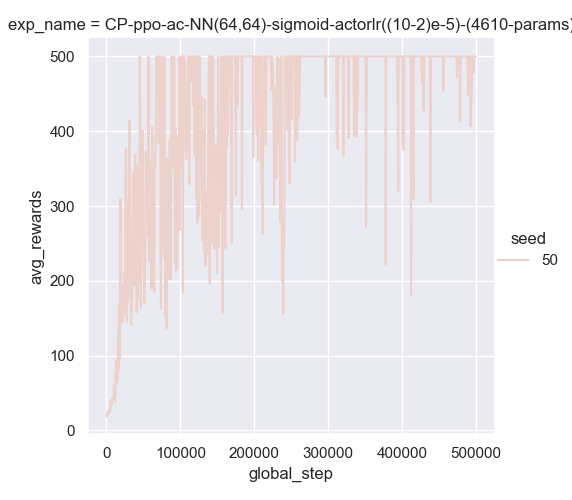 exp_name = CP-ppo-ac-NN(64,64)-sigmoid-actorlr((10-2)e-5)-(4610-params)
500
400
300
200
100
0
avg_rewards
0 100000 200000 300000 400000 500000
global_step
seed
50